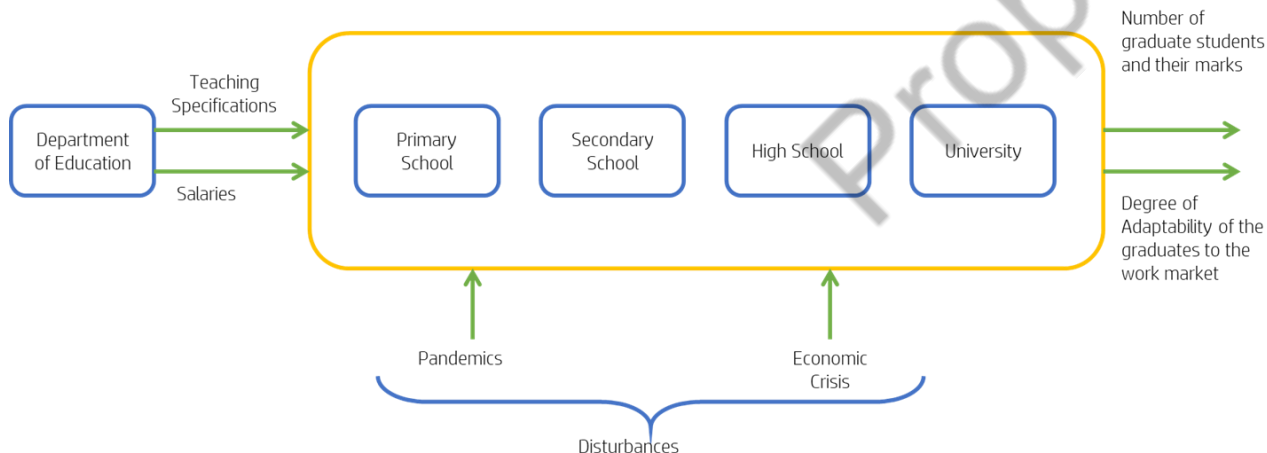 Number of
graduate students
and their marks
Teaching
Specifications
Department
of Education
Primary
School
Secondary
School
High School
University
Salaries
Degree of
Adaptability of the
graduates to the
work market
Pandemics
Economic
Crisis
Disturbances
Prop